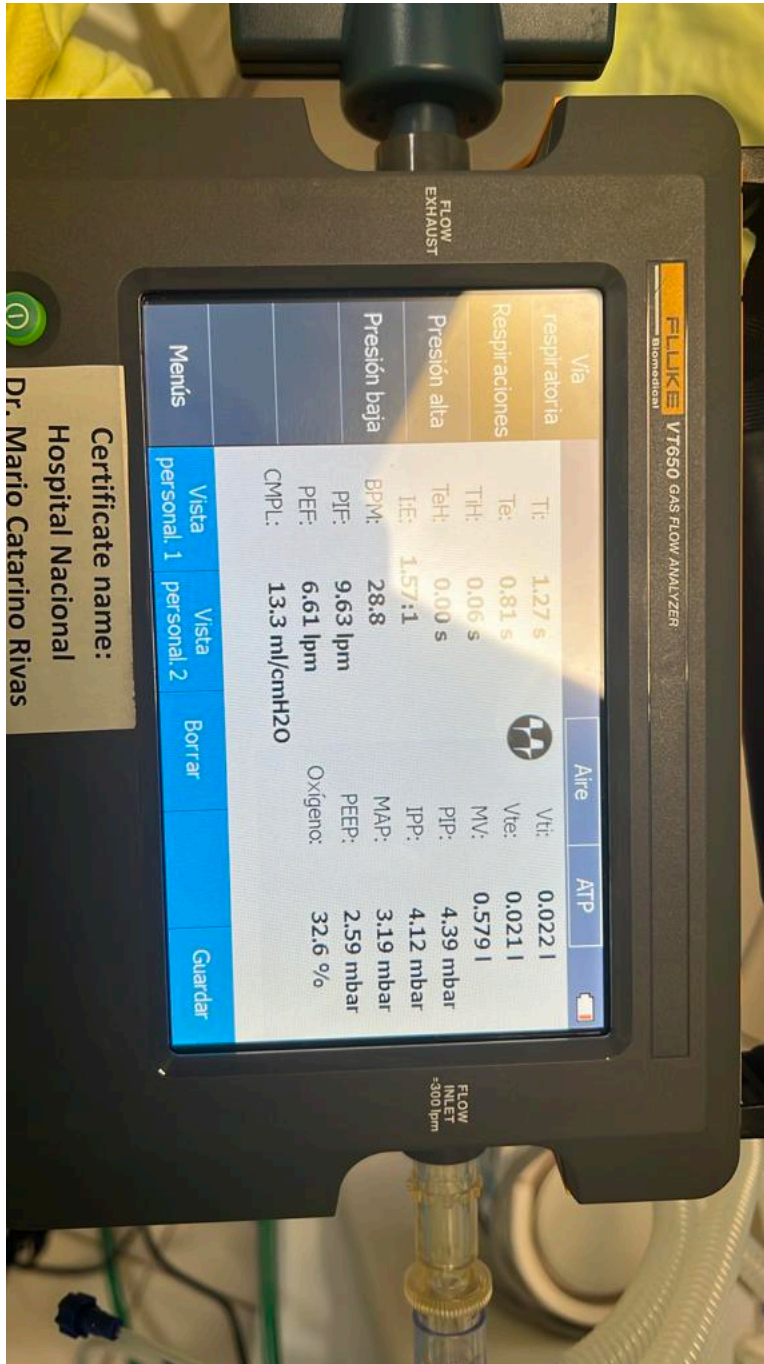 FLUKE VT650 GAS FLOW ANALYZER
Biomedical
FLOW
EXHAUST
FLOW
INLET
±300 lpm
Vía
respiratoria
Respiraciones
Presión alta
Presión baja
Menús
Aire ATP
Ti: 1.27 s
Te: 0.81 s
TiH: 0.06 s
TeH: 0.00 s
I:E: 1.57:1
BPM: 28.8
PIF: 9.63 lpm
PEF: 6.61 lpm
CMPL: 13.3 ml/cmH2O
Vti: 0.022 l
Vte: 0.021 l
MV: 0.579 l
PIP: 4.39 mbar
IPP: 4.12 mbar
MAP: 3.19 mbar
PEEP: 2.59 mbar
Oxígeno: 32.6 %
Vista
personal. 1
Vista
personal. 2
Borrar
Guardar
Certificate name:
Hospital Nacional
Dr. Mario Catarino Rivas